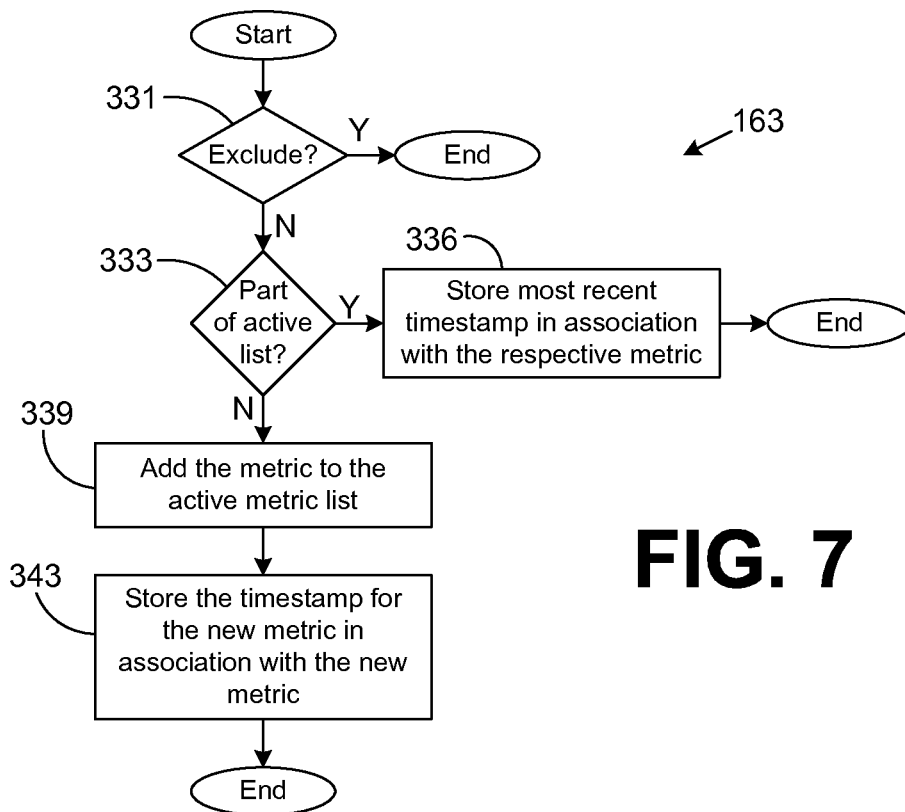 Start
331
Exclude?
Y
End
163
N
333
Part
of active
list?
Y
336
Store most recent
timestamp in association
with the respective metric
End
N
339
Add the metric to the
active metric list
343
Store the timestamp for
the new metric in
association with the new
metric
End
FIG. 7